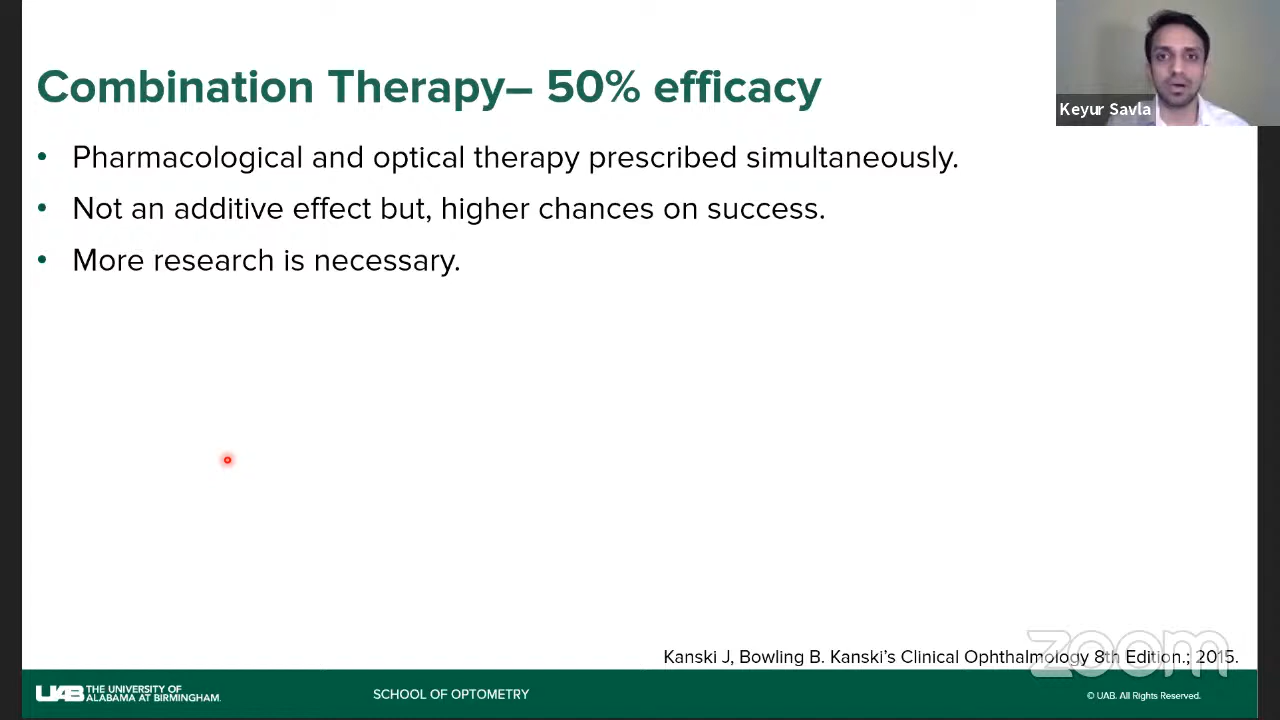 Combination Therapy– 50% efficacy
Keyur Savla
• Pharmacological and optical therapy prescribed simultaneously.
• Not an additive effect but, higher chances on success.
• More research is necessary.
Kanski J, Bowling B. Kanski’s Clinical Ophthalmology 8th Edition.; 2015.
zoom
UAB THE UNIVERSITY OF
ALABAMA AT BIRMINGHAM.
SCHOOL OF OPTOMETRY
© UAB. All Rights Reserved.